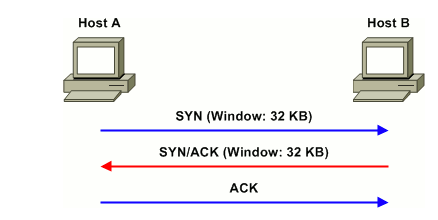 Host A
Host B
SYN (Window: 32 KB)
SYN/ACK (Window: 32 KB)
ACK